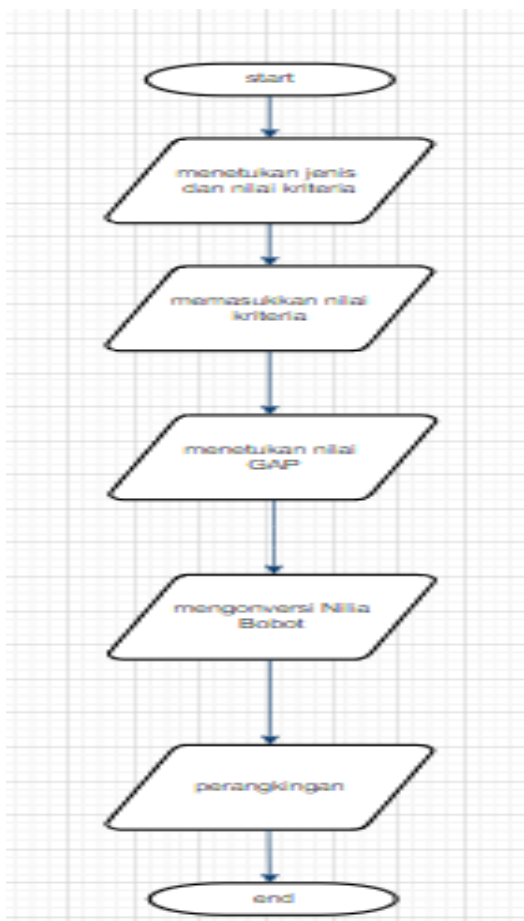 start
menetukan jenis
dan nilai kriteria
memasukkan nilai
kriteria
menetukan nilai
GAP
mengonversi Nilia
Bobot
perangkingan
end